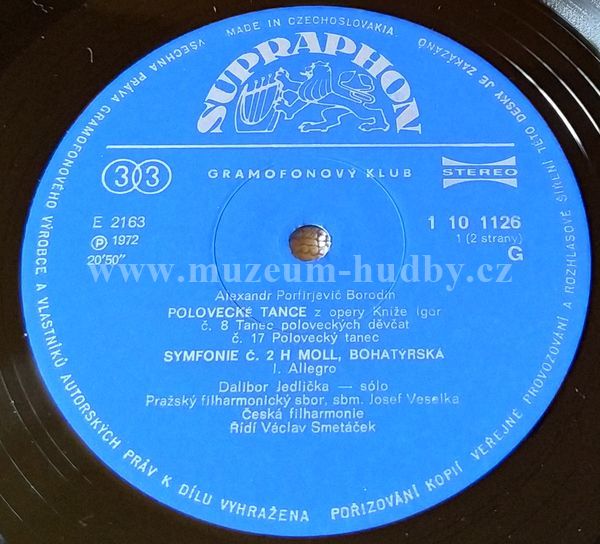 MADE IN CZECHOSLOVAKIA
VŠECHNA PRÁVA GRAMOFONOVÉHO VÝROBCE A VLASTNÍKŮ AUTORSKÝCH PRÁV K DÍLU VYHRAŽENA
POŘIZOVÁNÍ KOPIÍ VEŘEJNÉ PROVOZOVÁNÍ A ROZHLASOVÉ ŠÍŘENÍ TÉTO DESKY JE ZAKÁZÁNO
SUPRAPHON
33
GRAMOFONOVÝ KLUB
STEREO
E 2163
1 10 1126
Ⓟ 1972
1 (2 strany)
20'50"
G
www.muzeum-hudby.cz
Alexandr Porfirjevič Borodin
POLOVECKÉ TANCE z opery Kníže Igor
č. 8 Tanec poloveckých děvčat
č. 17 Polovecký tanec
SYMFONIE Č. 2 H MOLL, BOHATÝRSKÁ
I. Allegro
Dalibor Jedlička — sólo
Pražský filharmonický sbor, sbm. Josef Veselka
Česká filharmonie
Řídí Václav Smetáček